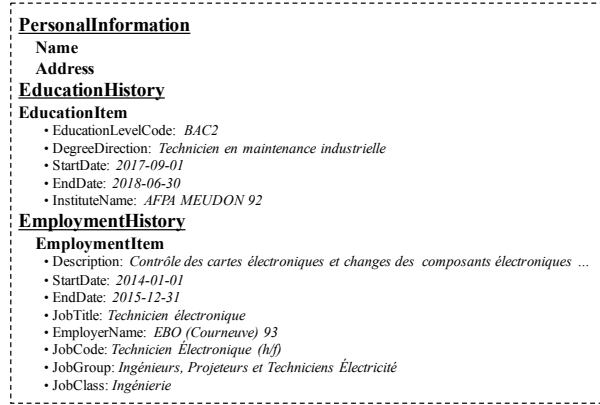 PersonalInformation
Name
Address
EducationHistory
EducationItem
• EducationLevelCode: BAC2
• DegreeDirection: Technicien en maintenance industrielle
• StartDate: 2017-09-01
• EndDate: 2018-06-30
• InstituteName: AFPA MEUDON 92
EmploymentHistory
EmploymentItem
• Description: Contrôle des cartes électroniques et changes des composants électroniques ...
• StartDate: 2014-01-01
• EndDate: 2015-12-31
• JobTitle: Technicien électronique
• EmployerName: EBO (Courneuve) 93
• JobCode: Technicien Électronique (h/f)
• JobGroup: Ingénieurs, Projeteurs et Techniciens Électricité
• JobClass: Ingénierie